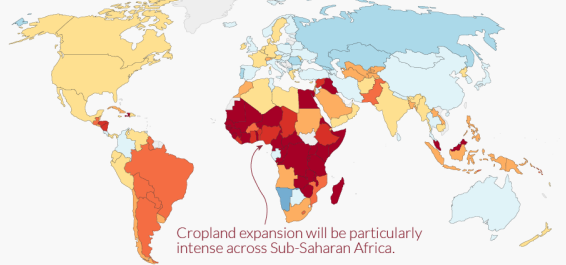 Cropland expansion will be particularly
intense across Sub-Saharan Africa.